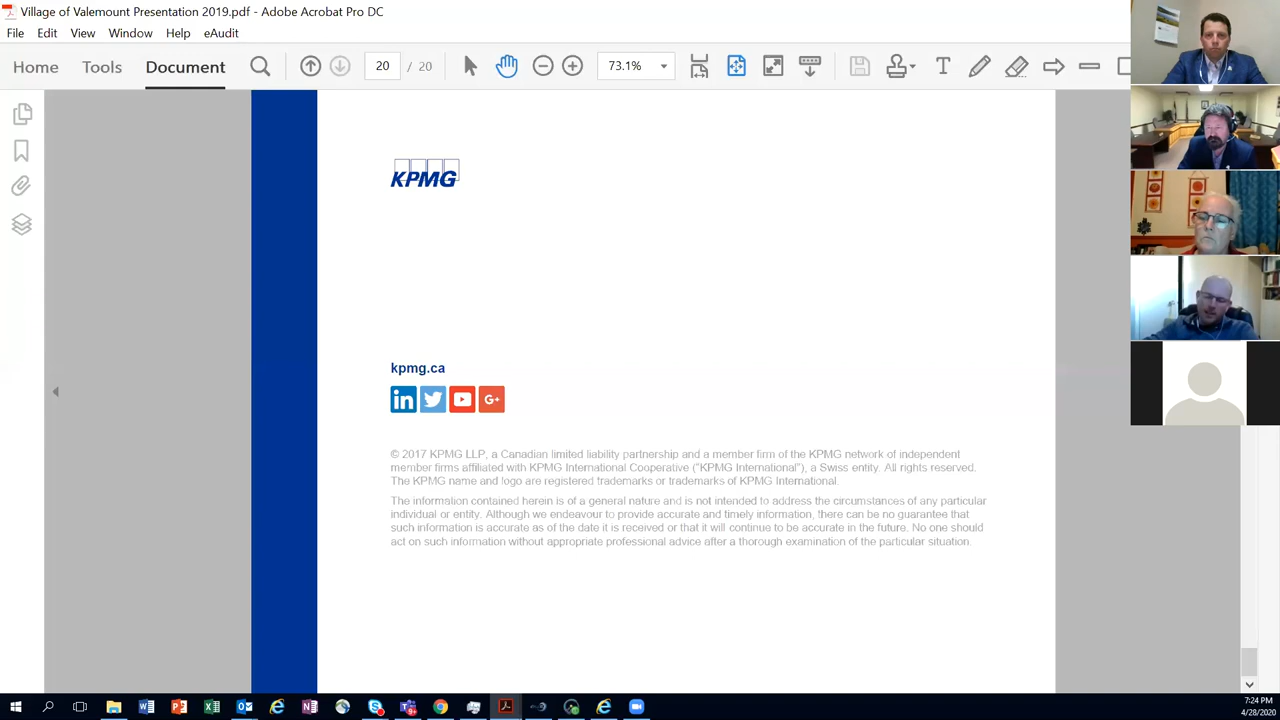 Village of Valemount Presentation 2019.pdf - Adobe Acrobat Pro DC
File Edit View Window Help eAudit
Home Tools Document 20 / 20 73.1%
KPMG
kpmg.ca
in G+
© 2017 KPMG LLP, a Canadian limited liability partnership and a member firm of the KPMG network of independent
member firms affiliated with KPMG International Cooperative (“KPMG International”), a Swiss entity. All rights reserved.
The KPMG name and logo are registered trademarks or trademarks of KPMG International.
The information contained herein is of a general nature and is not intended to address the circumstances of any particular
individual or entity. Although we endeavour to provide accurate and timely information, there can be no guarantee that
such information is accurate as of the date it is received or that it will continue to be accurate in the future. No one should
act on such information without appropriate professional advice after a thorough examination of the particular situation.
7:24 PM
4/28/2020